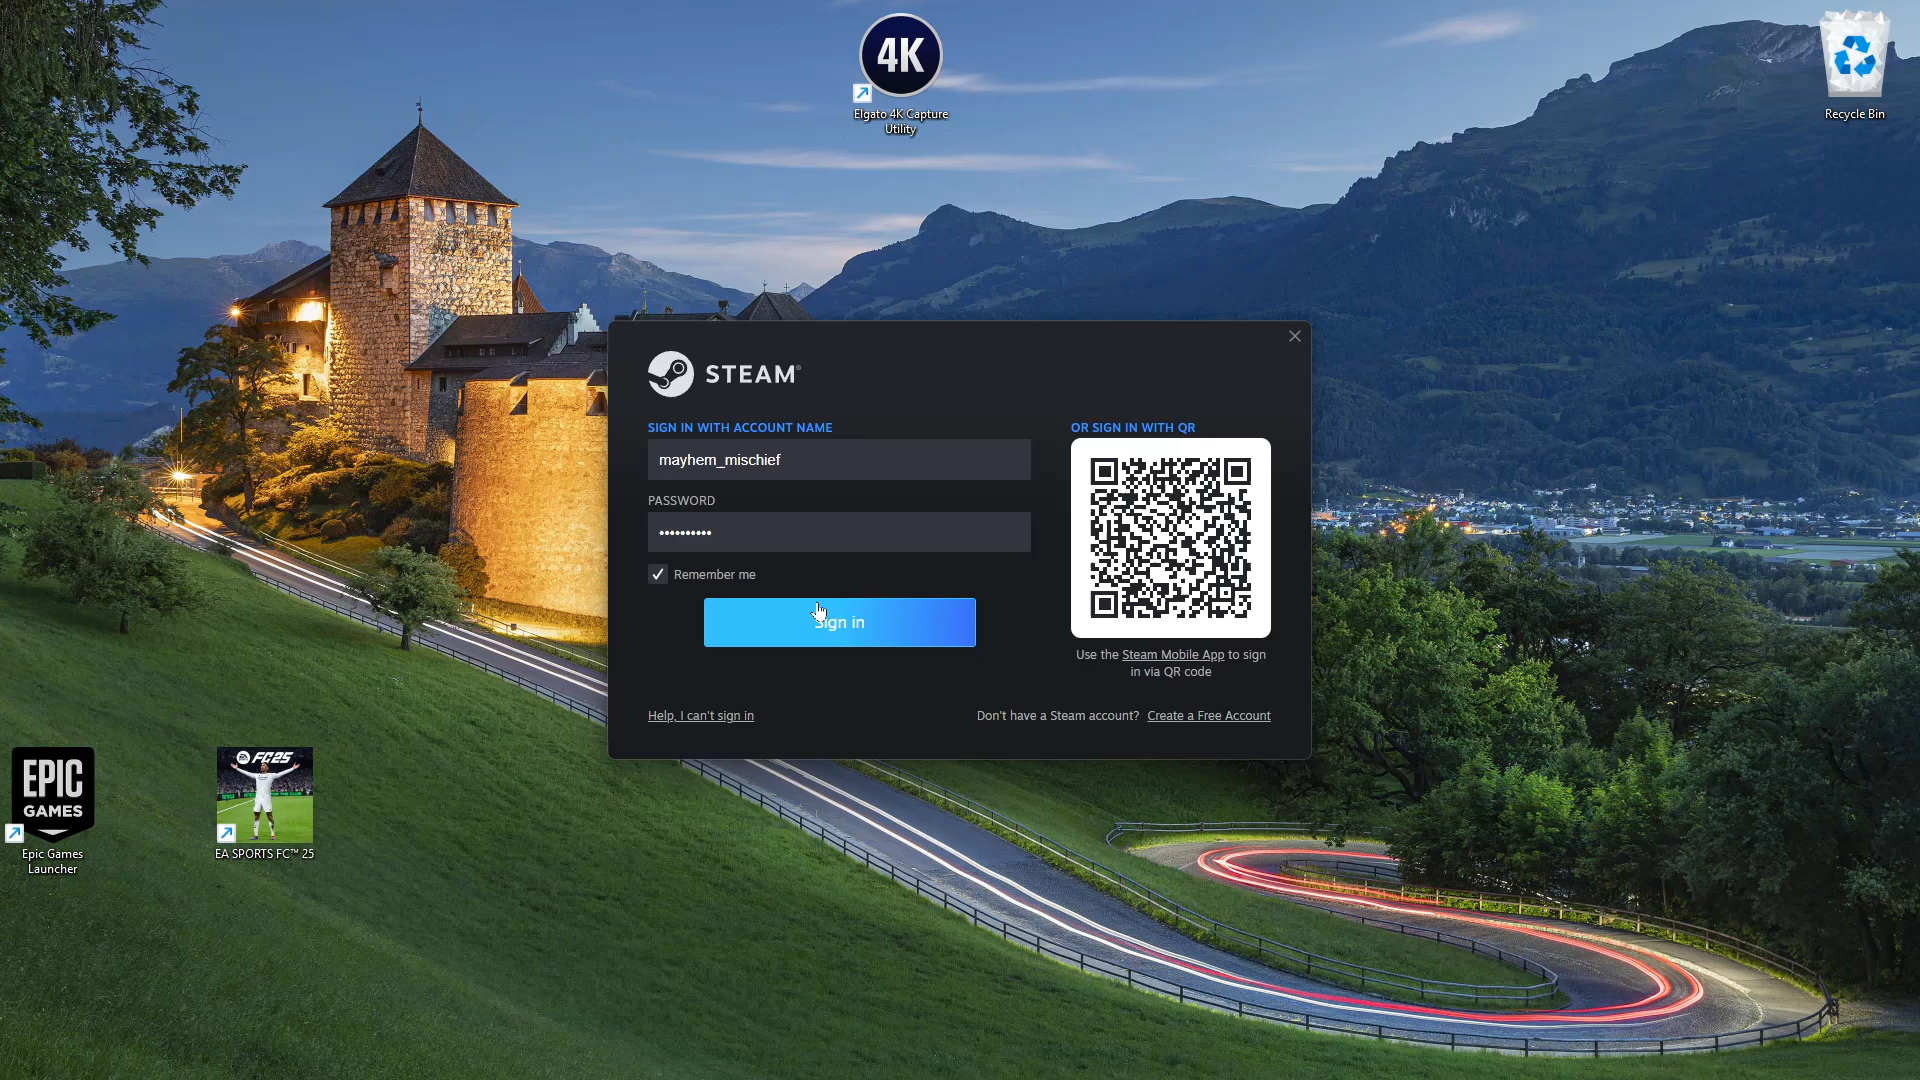 4K
Elgato 4K Capture
Utility
Recycle Bin
STEAM®
SIGN IN WITH ACCOUNT NAME
mayhem_mischief
PASSWORD
••••••••••
Remember me
Sign in
OR SIGN IN WITH QR
Use the Steam Mobile App to sign
in via QR code
Help, I can't sign in
Don't have a Steam account? Create a Free Account
EPIC
GAMES
Epic Games
Launcher
FC25
EA SPORTS FC™ 25